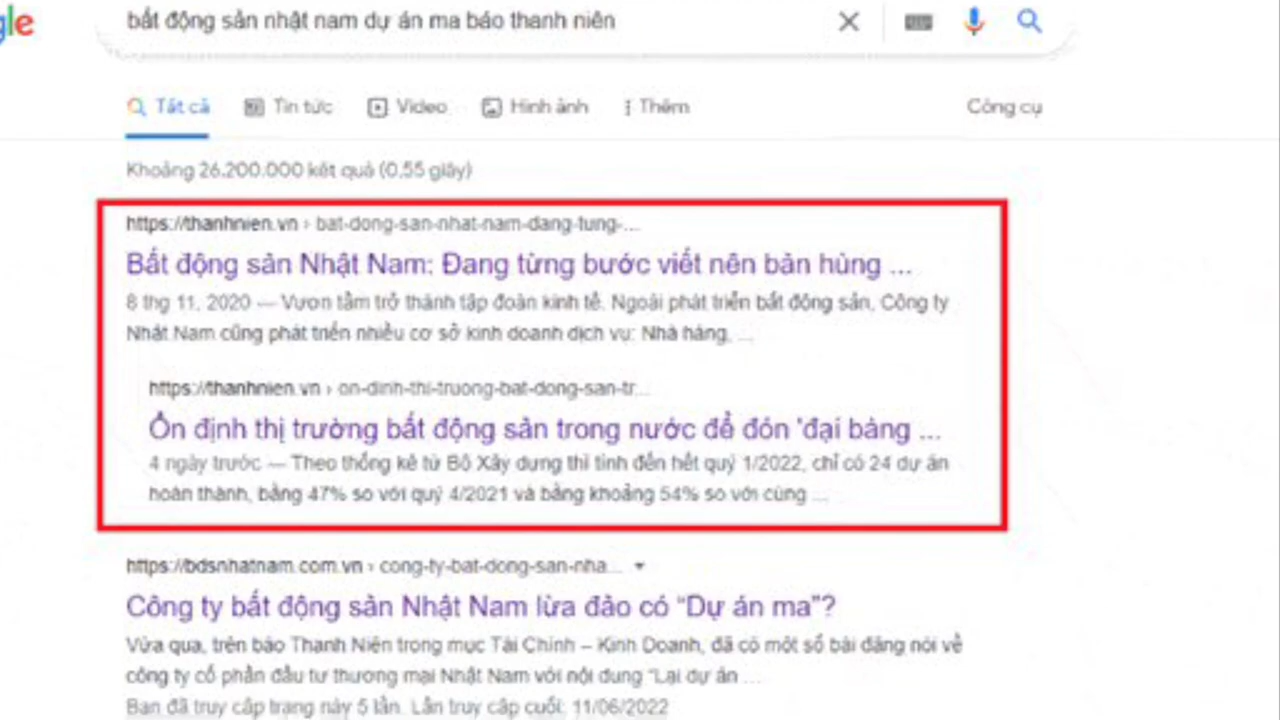 gle
bất động sản nhật nam dự án ma báo thanh niên
Tất cả Tin tức Video Hình ảnh Thêm Công cụ
Khoảng 26.200.000 kết quả (0,55 giây)
https://thanhnien.vn › bat-dong-san-nhat-nam-dang-tung-...
Bất động sản Nhật Nam: Đang từng bước viết nên bản hùng ...
8 thg 11, 2020 — Vươn tầm trở thành tập đoàn kinh tế. Ngoài phát triển bất động sản, Công ty
Nhật Nam cũng phát triển nhiều cơ sở kinh doanh dịch vụ: Nhà hàng, ...
https://thanhnien.vn › on-dinh-thi-truong-bat-dong-san-tr...
Ổn định thị trường bất động sản trong nước để đón 'đại bàng ...
4 ngày trước — Theo thống kê từ Bộ Xây dựng thì tính đến hết quý 1/2022, chỉ có 24 dự án
hoàn thành, bằng 47% so với quý 4/2021 và bằng khoảng 54% so với cùng ...
https://bdsnhatnam.com.vn › cong-ty-bat-dong-san-nha...
Công ty bất động sản Nhật Nam lừa đảo có “Dự án ma”?
Vừa qua, trên báo Thanh Niên trong mục Tài Chính – Kinh Doanh, đã có một số bài đăng nói về
công ty cổ phần đầu tư thương mại Nhật Nam với nội dung “Lại dự án ...
Bạn đã truy cập trang này 5 lần. Lần truy cập cuối: 11/06/2022